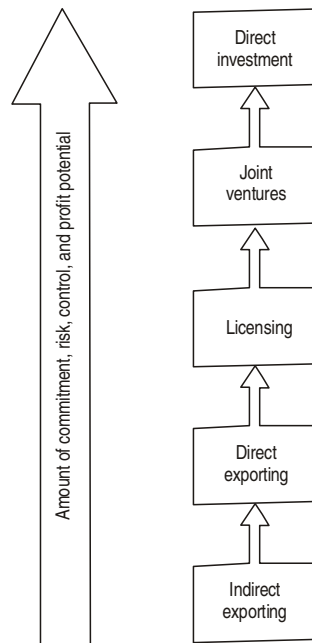 Amount of commitment, risk, control, and profit potential
Direct
investment
Joint
ventures
Licensing
Direct
exporting
Indirect
exporting